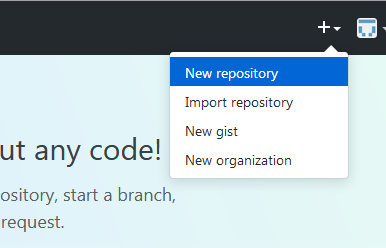 New repository
Import repository
New gist
New organization
ut any code!
ository, start a branch,
request.